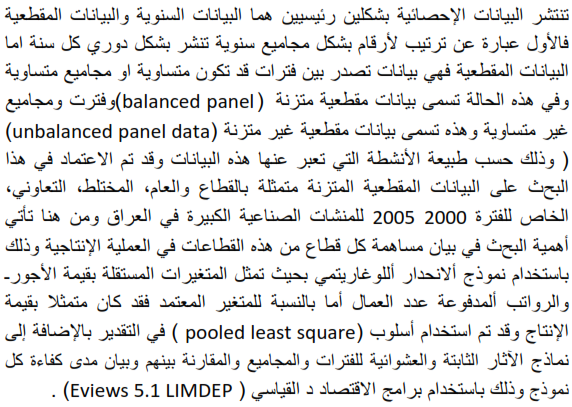 تنتشر البيانات الإحصائية بشكلين رئيسيين هما البيانات السنوية والبيانات المقطعية
فالأول عبارة عن ترتيب لأرقام بشكل مجاميع سنوية تنشر بشكل دوري كل سنة اما
البيانات المقطعية فهي بيانات تصدر بين فترات قد تكون متساوية او مجاميع متساوية
وفي هذه الحالة تسمى بيانات مقطعية متزنة (balanced panel)وفترت ومجاميع
غير متساوية وهذه تسمى بيانات مقطعية غير متزنة (unbalanced panel data)
( وذلك حسب طبيعة الأنشطة التي تعبر عنها هذه البيانات وقد تم الاعتماد في هذا
البحث على البيانات المقطعية المتزنة متمثلة بالقطاع والعام، المختلط، التعاوني،
الخاص للفترة 2000 2005 للمنشات الصناعية الكبيرة في العراق ومن هنا تأتي
أهمية البحث في بيان مساهمة كل قطاع من هذه القطاعات في العملية الإنتاجية وذلك
باستخدام نموذج ألانحدار أللوغاريتمي بحيث تمثل المتغيرات المستقلة بقيمة الأجور-
والرواتب ألمدفوعة عدد العمال أما بالنسبة للمتغير المعتمد فقد كان متمثلا بقيمة
الإنتاج وقد تم استخدام أسلوب (pooled least square ) في التقدير بالإضافة إلى
نماذج الآثار الثابتة والعشوائية للفترات والمجاميع والمقارنة بينهم وبيان مدى كفاءة كل
نموذج وذلك باستخدام برامج الاقتصاد د القياسي ( Eviews 5.1 LIMDEP) .